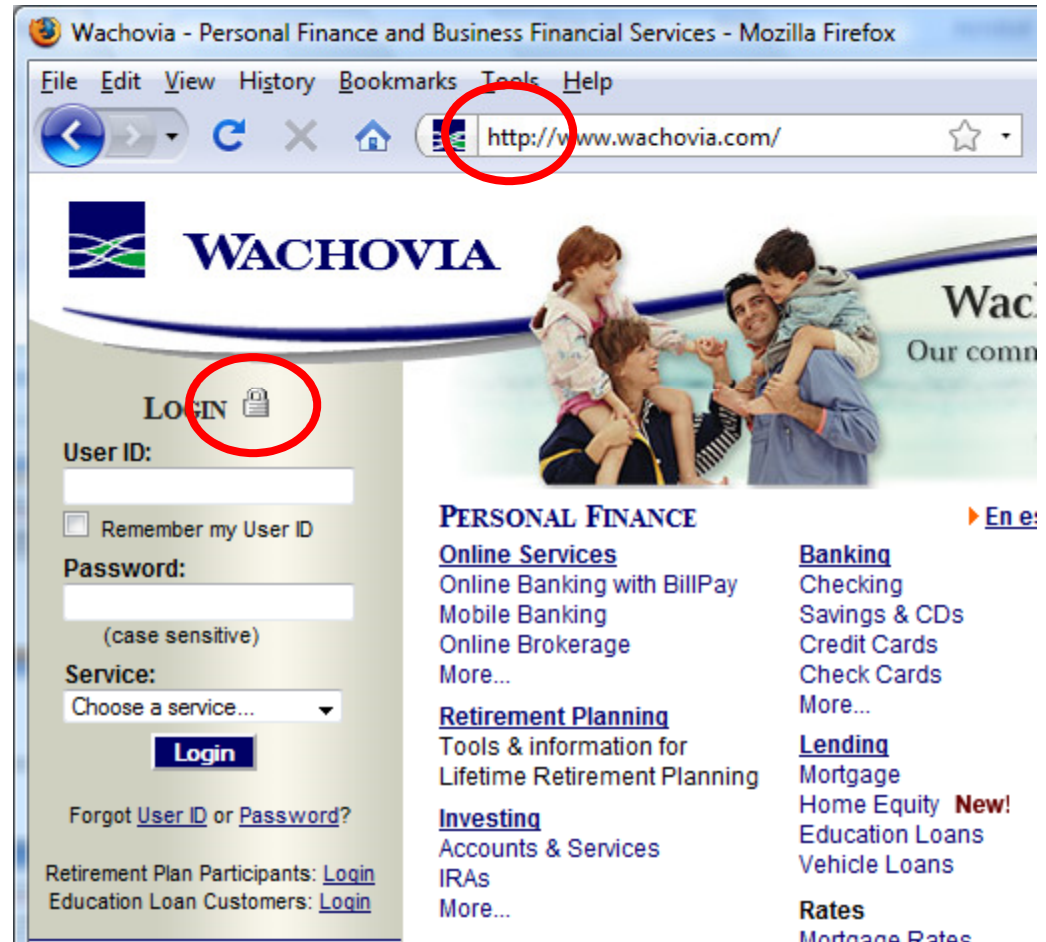 Wachovia - Personal Finance and Business Financial Services - Mozilla Firefox
File Edit View History Bookmarks Tools Help
http://www.wachovia.com/
WACHOVIA
Our
LOGIN
User ID:
Remember my User ID
Password:
(case sensitive)
Service:
Choose a service...
Login
Forgot User ID or Password?
Retirement Plan Participants: Login
Education Loan Customers: Login
PERSONAL FINANCE
En
Online Services
Online Banking with BillPay
Mobile Banking
Online Brokerage
More...
Retirement Planning
Tools & information for
Lifetime Retirement Planning
Investing
Accounts & Services
IRAs
More...
Banking
Checking
Savings & CDs
Credit Cards
Check Cards
More...
Lending
Mortgage
Home Equity New!
Education Loans
Vehicle Loans
Rates
Mortgage Rates